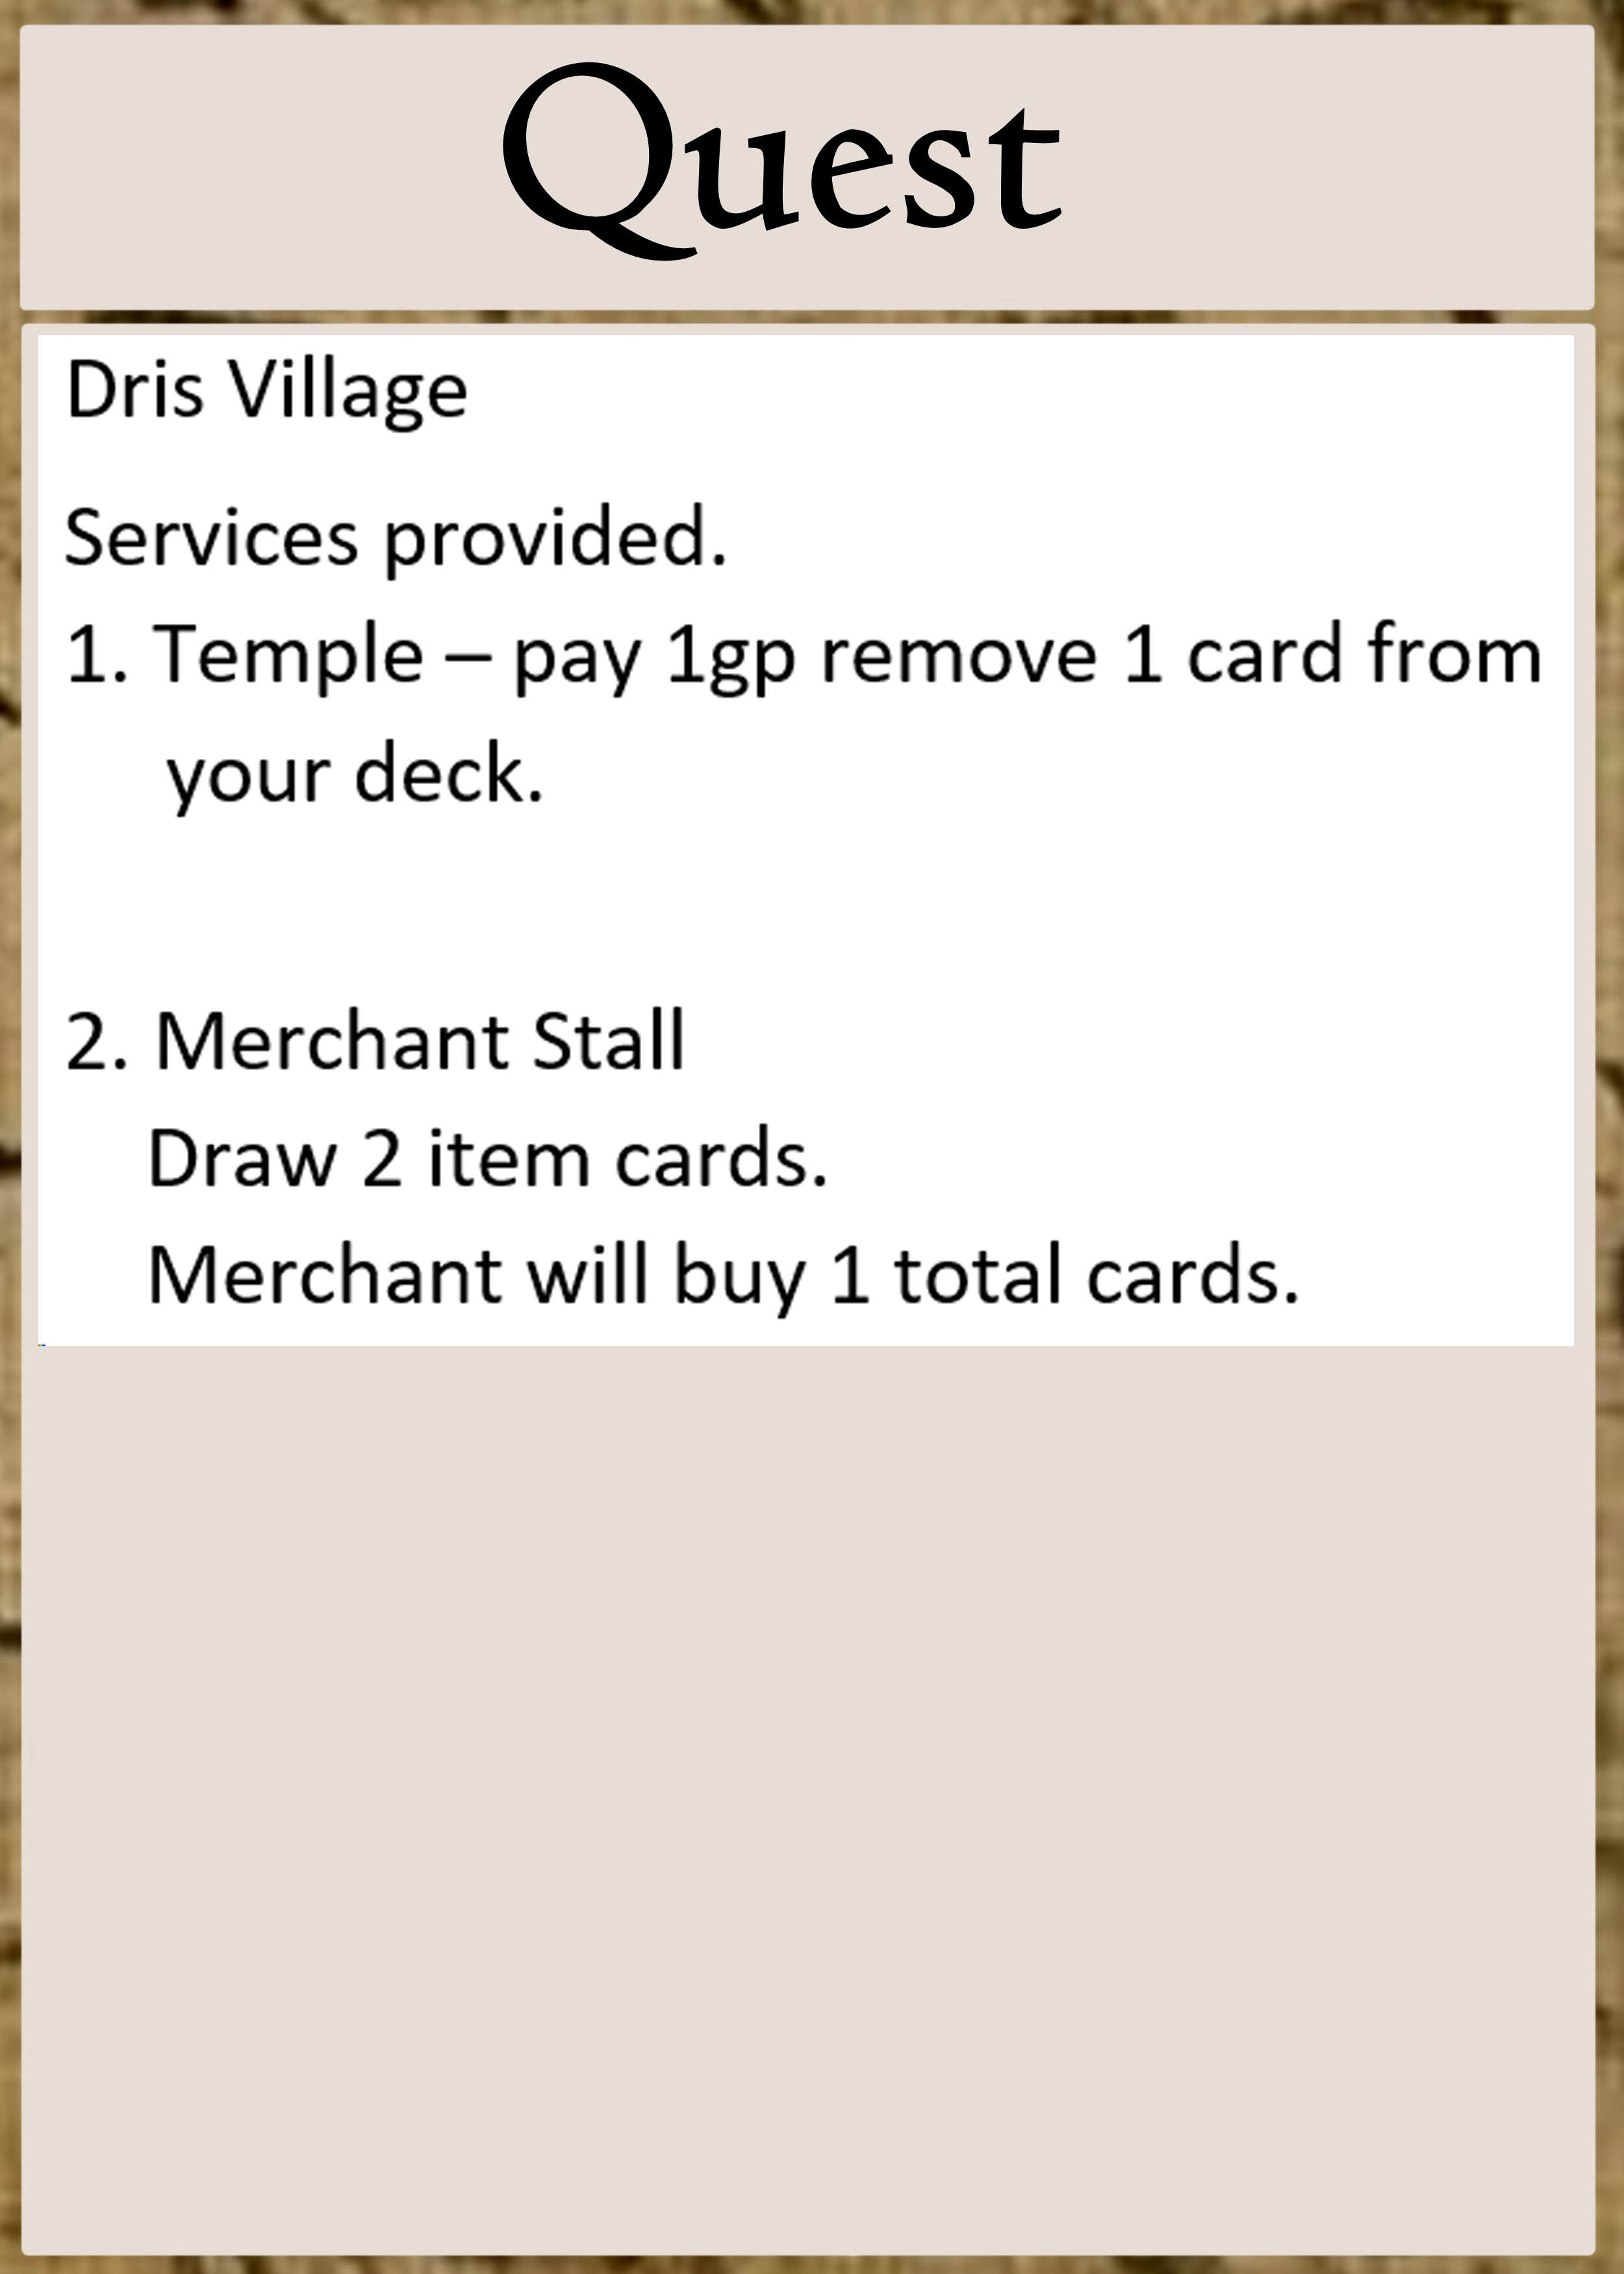 Quest
Dris Village
Services provided.
1. Temple – pay 1gp remove 1 card from
your deck.
2. Merchant Stall
Draw 2 item cards.
Merchant will buy 1 total cards.